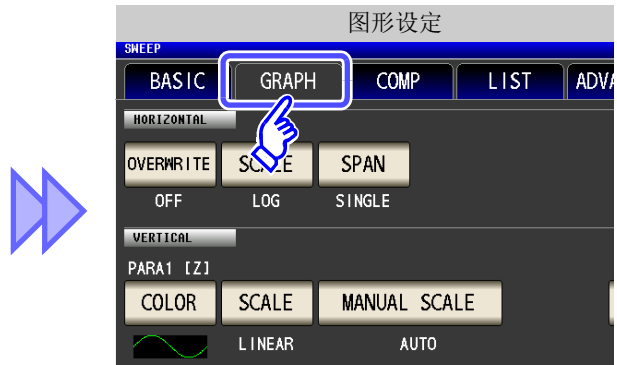 图形设定
SWEEP
BASIC GRAPH COMP LIST
HORIZONTAL
OVERWRITE SCALE SPAN
OFF LOG SINGLE
VERTICAL
PARA1 [Z]
COLOR SCALE MANUAL SCALE
LINEAR AUTO